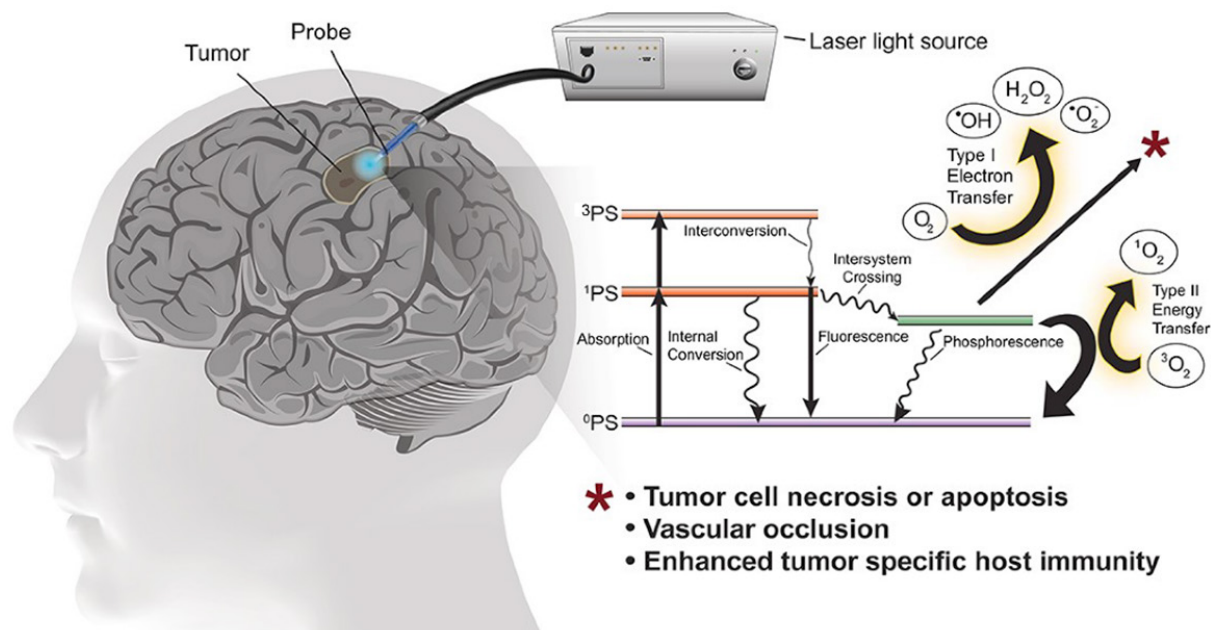 Probe
Tumor
Laser light source
H₂O₂
•OH
•O₂⁻
*
Type I
Electron
Transfer
O₂
³PS
Interconversion
Intersystem
Crossing
¹O₂
¹PS
Type II
Energy
Transfer
Absorption
Internal
Conversion
Fluorescence
Phosphorescence
³O₂
⁰PS
* • Tumor cell necrosis or apoptosis
• Vascular occlusion
• Enhanced tumor specific host immunity